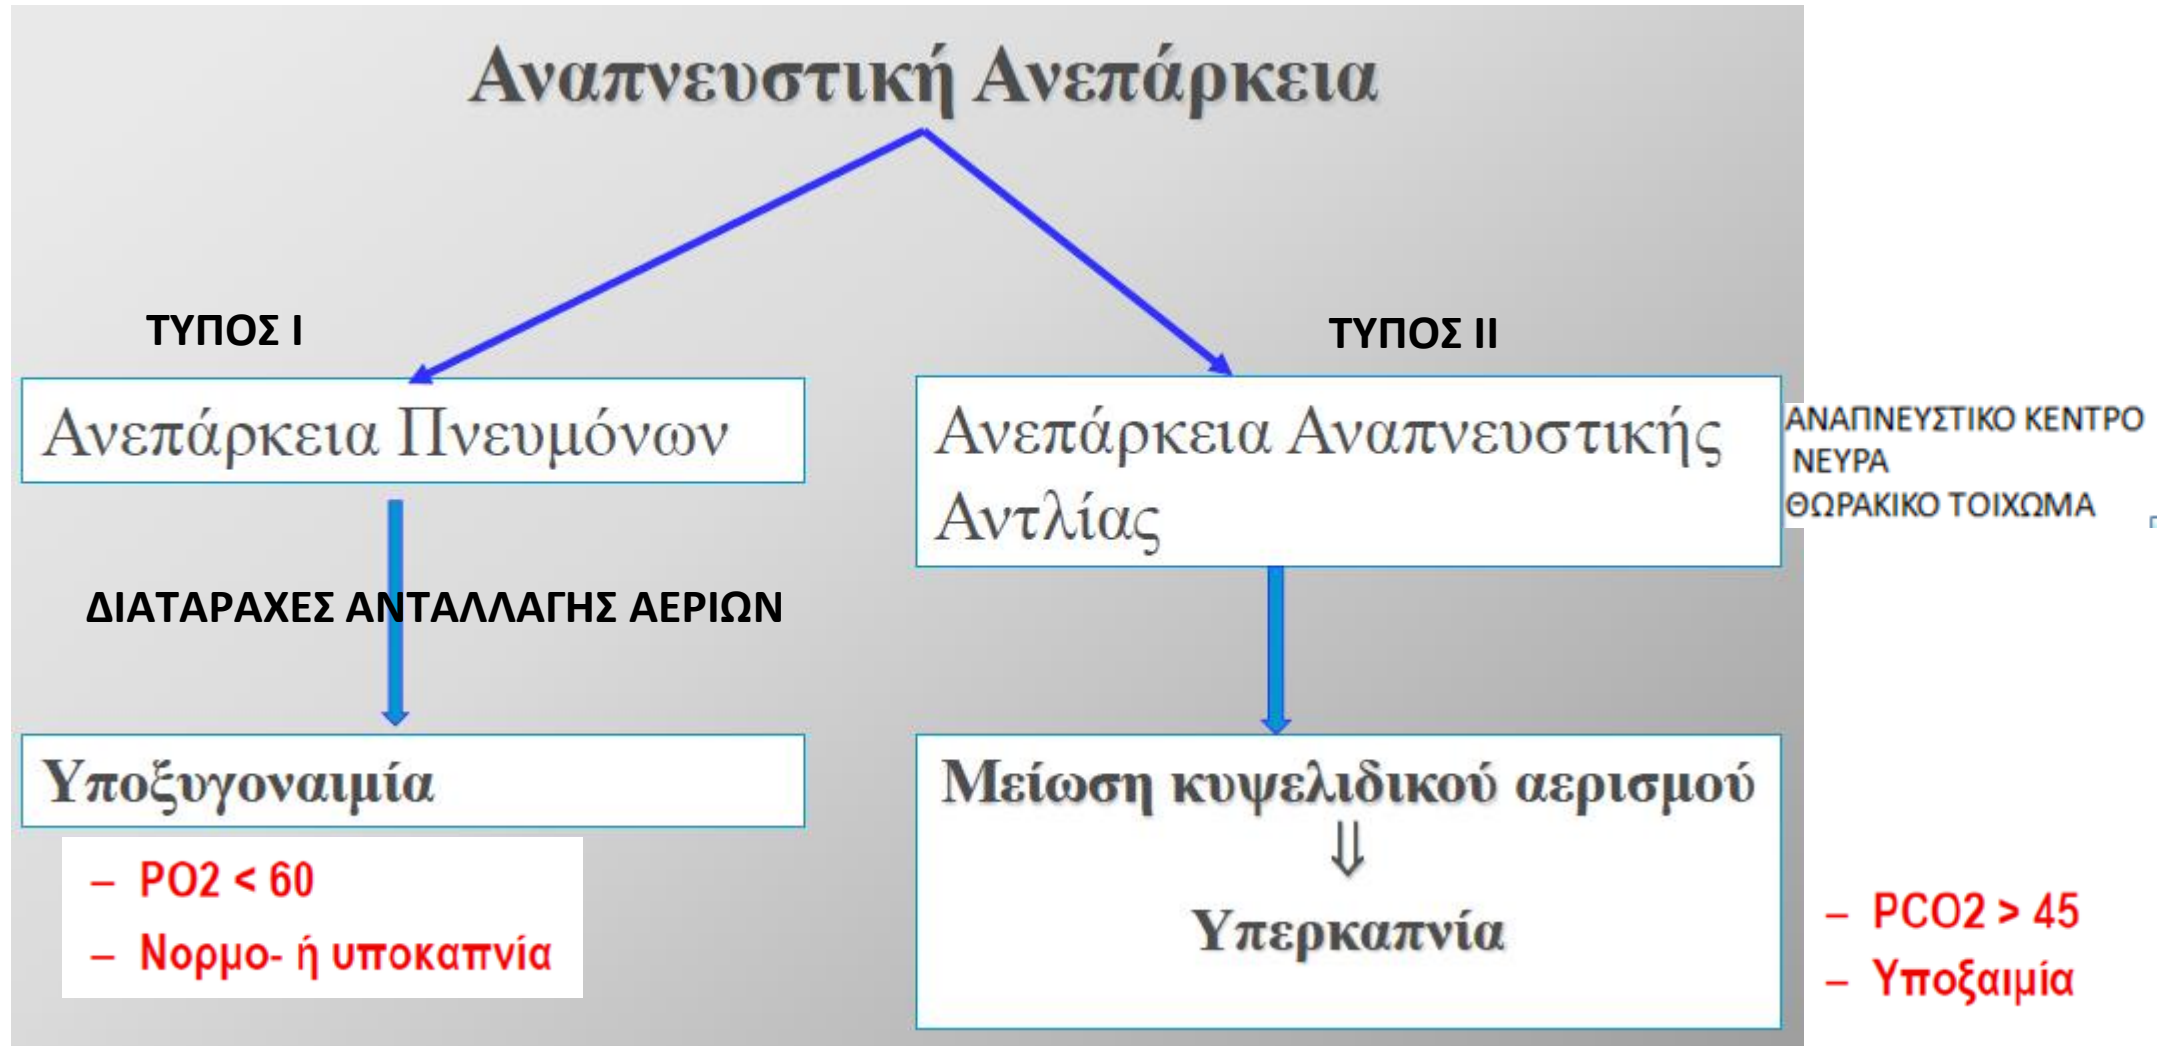 Αναπνευστική Ανεπάρκεια
ΤΥΠΟΣ Ι
Ανεπάρκεια Πνευμόνων
ΔΙΑΤΑΡΑΧΕΣ ΑΝΤΑΛΛΑΓΗΣ ΑΕΡΙΩΝ
Υποξυγοναιμία
– PO2 < 60
– Νορμο- ή υποκαπνία
ΤΥΠΟΣ ΙΙ
Ανεπάρκεια Αναπνευστικής
Αντλίας
ΑΝΑΠΝΕΥΣΤΙΚΟ ΚΕΝΤΡΟ
ΝΕΥΡΑ
ΘΩΡΑΚΙΚΟ ΤΟΙΧΩΜΑ
Μείωση κυψελιδικού αερισμού
⇓
Υπερκαπνία
– PCO2 > 45
– Υποξαιμία